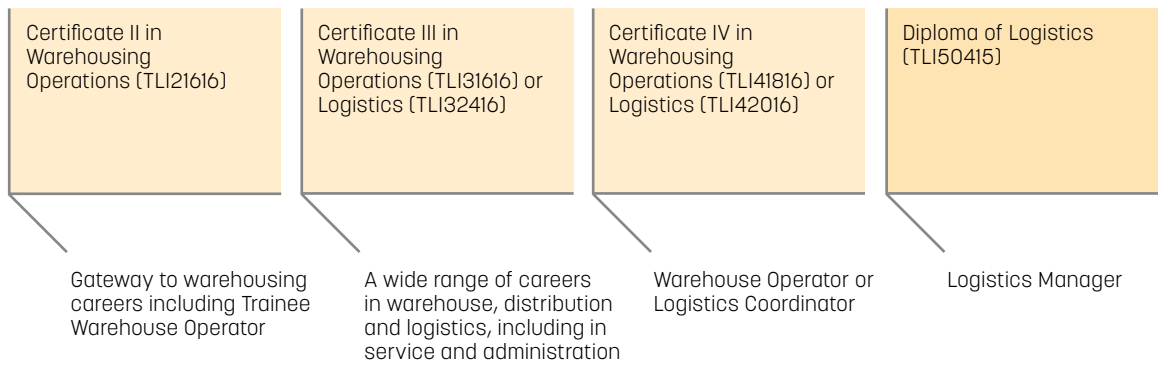 Certificate II in
Warehousing
Operations (TLI21616)
Certificate III in
Warehousing
Operations (TLI31616) or
Logistics (TLI32416)
Certificate IV in
Warehousing
Operations (TLI41816) or
Logistics (TLI42016)
Diploma of Logistics
(TLI50415)
Gateway to warehousing
careers including Trainee
Warehouse Operator
A wide range of careers
in warehouse, distribution
and logistics, including in
service and administration
Warehouse Operator or
Logistics Coordinator
Logistics Manager